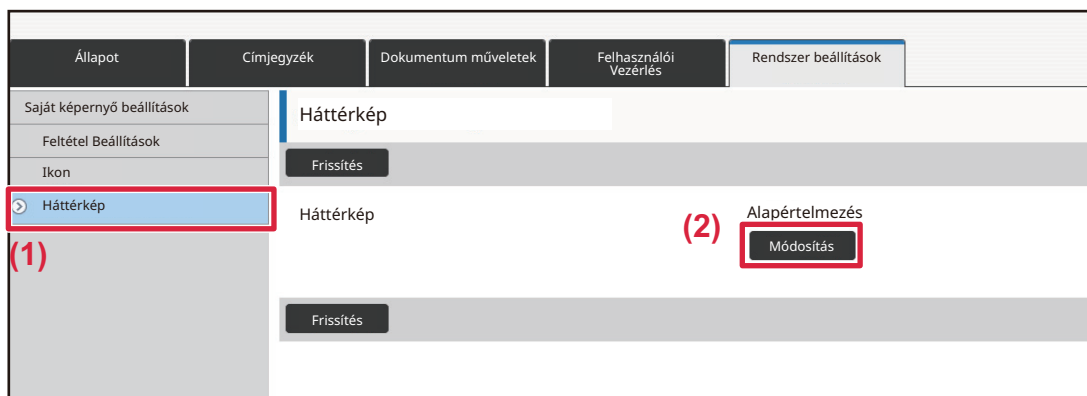 Állapot
Címjegyzék
Dokumentum műveletek
Felhasználói
Vezérlés
Rendszer beállítások
Saját képernyő beállítások
Feltétel Beállítások
Ikon
Háttérkép
(1)
Háttérkép
Frissítés
Háttérkép
Alapértelmezés
(2)
Módosítás
Frissítés